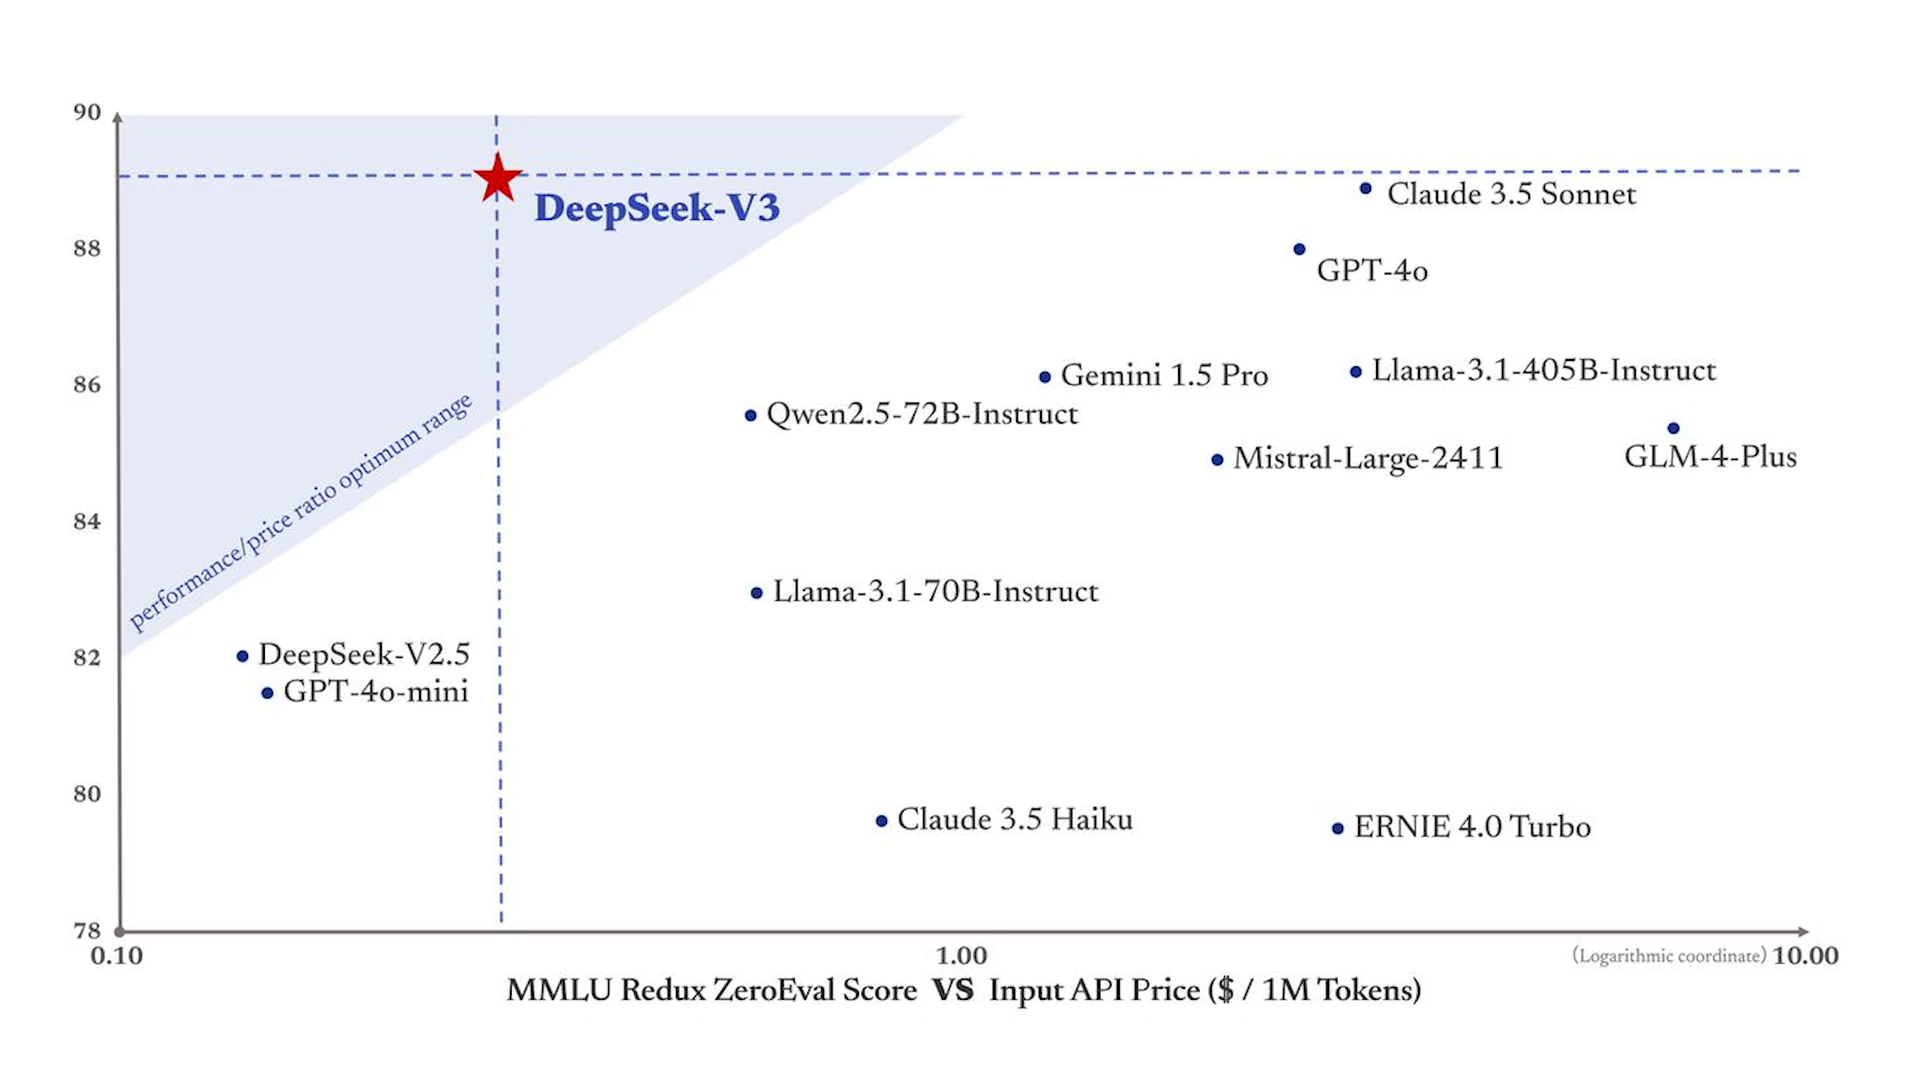 90
DeepSeek-V3
Claude 3.5 Sonnet
88
GPT-4o
Gemini 1.5 Pro
Llama-3.1-405B-Instruct
86
performance/price ratio optimum range
Qwen2.5-72B-Instruct
Mistral-Large-2411
GLM-4-Plus
84
Llama-3.1-70B-Instruct
82
DeepSeek-V2.5
GPT-4o-mini
80
Claude 3.5 Haiku
ERNIE 4.0 Turbo
78
0.10
1.00
(Logarithmic coordinate) 10.00
MMLU Redux ZeroEval Score VS Input API Price ($ / 1M Tokens)